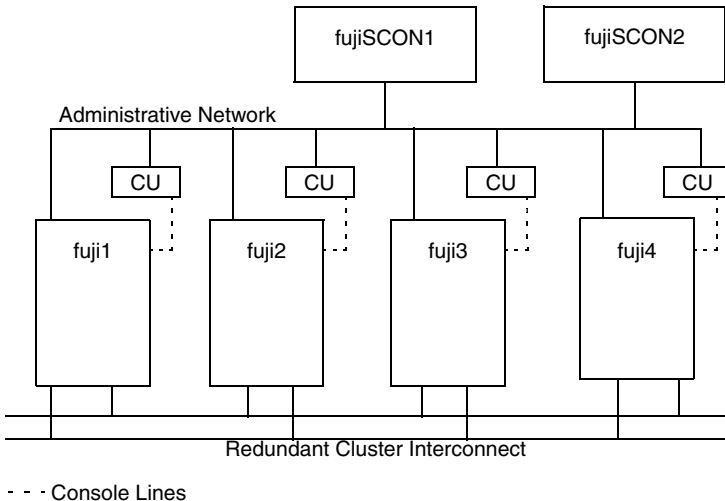 fujiSCON1
fujiSCON2
Administrative Network
CU
CU
CU
CU
fuji1
fuji2
fuji3
fuji4
Redundant Cluster Interconnect
Console Lines